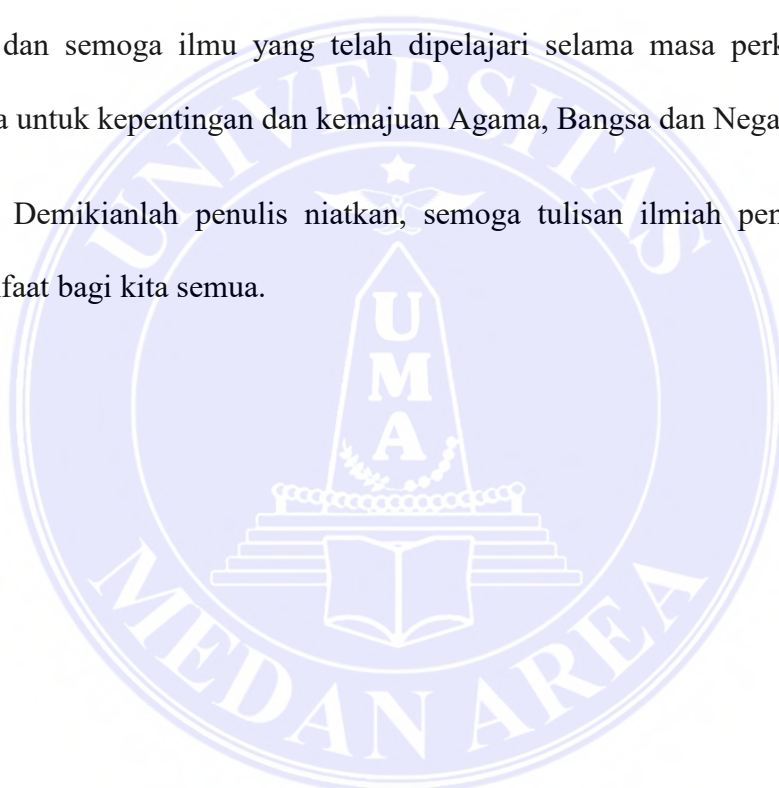 dan semoga ilmu yang telah dipelajari selama masa perk
a untuk kepentingan dan kemajuan Agama, Bangsa dan Nega
Demikianlah penulis niatkan, semoga tulisan ilmiah pen
faat bagi kita semua.
UNIVERSITAS
U
M
A
MEDAN AREA